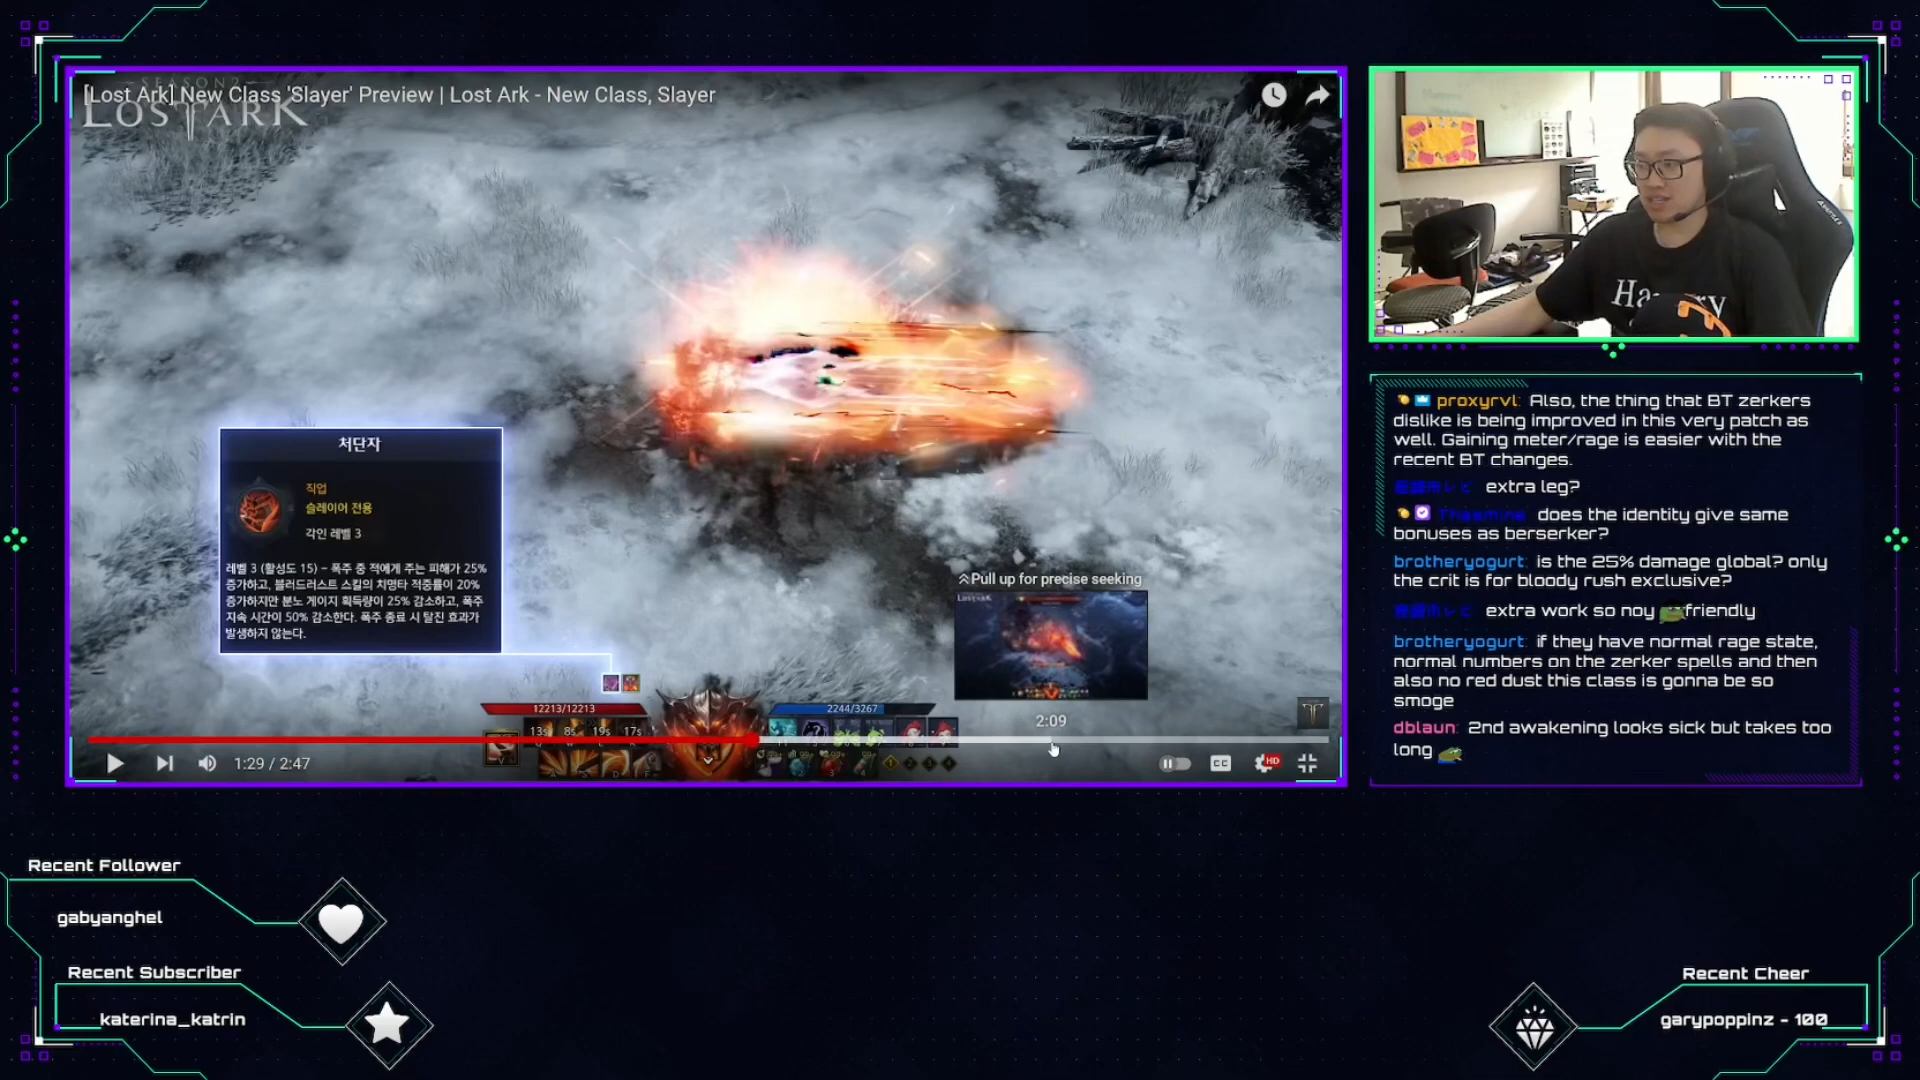 SEASON2
LOST ARK
[Lost Ark] New Class 'Slayer' Preview | Lost Ark - New Class, Slayer
처단자
직업
슬레이어 전용
각인 레벨 3
레벨 3 (활성도 15) - 폭주 중 적에게 주는 피해가 25%
증가하고, 블러드러스트 스킬의 치명타 적중률이 20%
증가하지만 분노 게이지 획득량이 25% 감소하고, 폭주
지속 시간이 50% 감소한다. 폭주 종료 시 탈진 효과가
발생하지 않는다.
Pull up for precise seeking
LOST ARK
2:09
12213/12213
2244/3267
13s 8s 19s 17s
1:29 / 2:47
CC
HD
Ha
proxyrvl: Also, the thing that BT zerkers
dislike is being improved in this very patch as
well. Gaining meter/rage is easier with the
recent BT changes.
extra leg?
does the identity give same
bonuses as berserker?
brotheryogurt: is the 25% damage global? only
the crit is for bloody rush exclusive?
extra work so noy friendly
brotheryogurt: if they have normal rage state,
normal numbers on the zerker spells and then
also no red dust this class is gonna be so
smoge
dblaun: 2nd awakening looks sick but takes too
long
Recent Follower
gabyanghel
Recent Subscriber
katerina_katrin
Recent Cheer
garypoppinz - 100